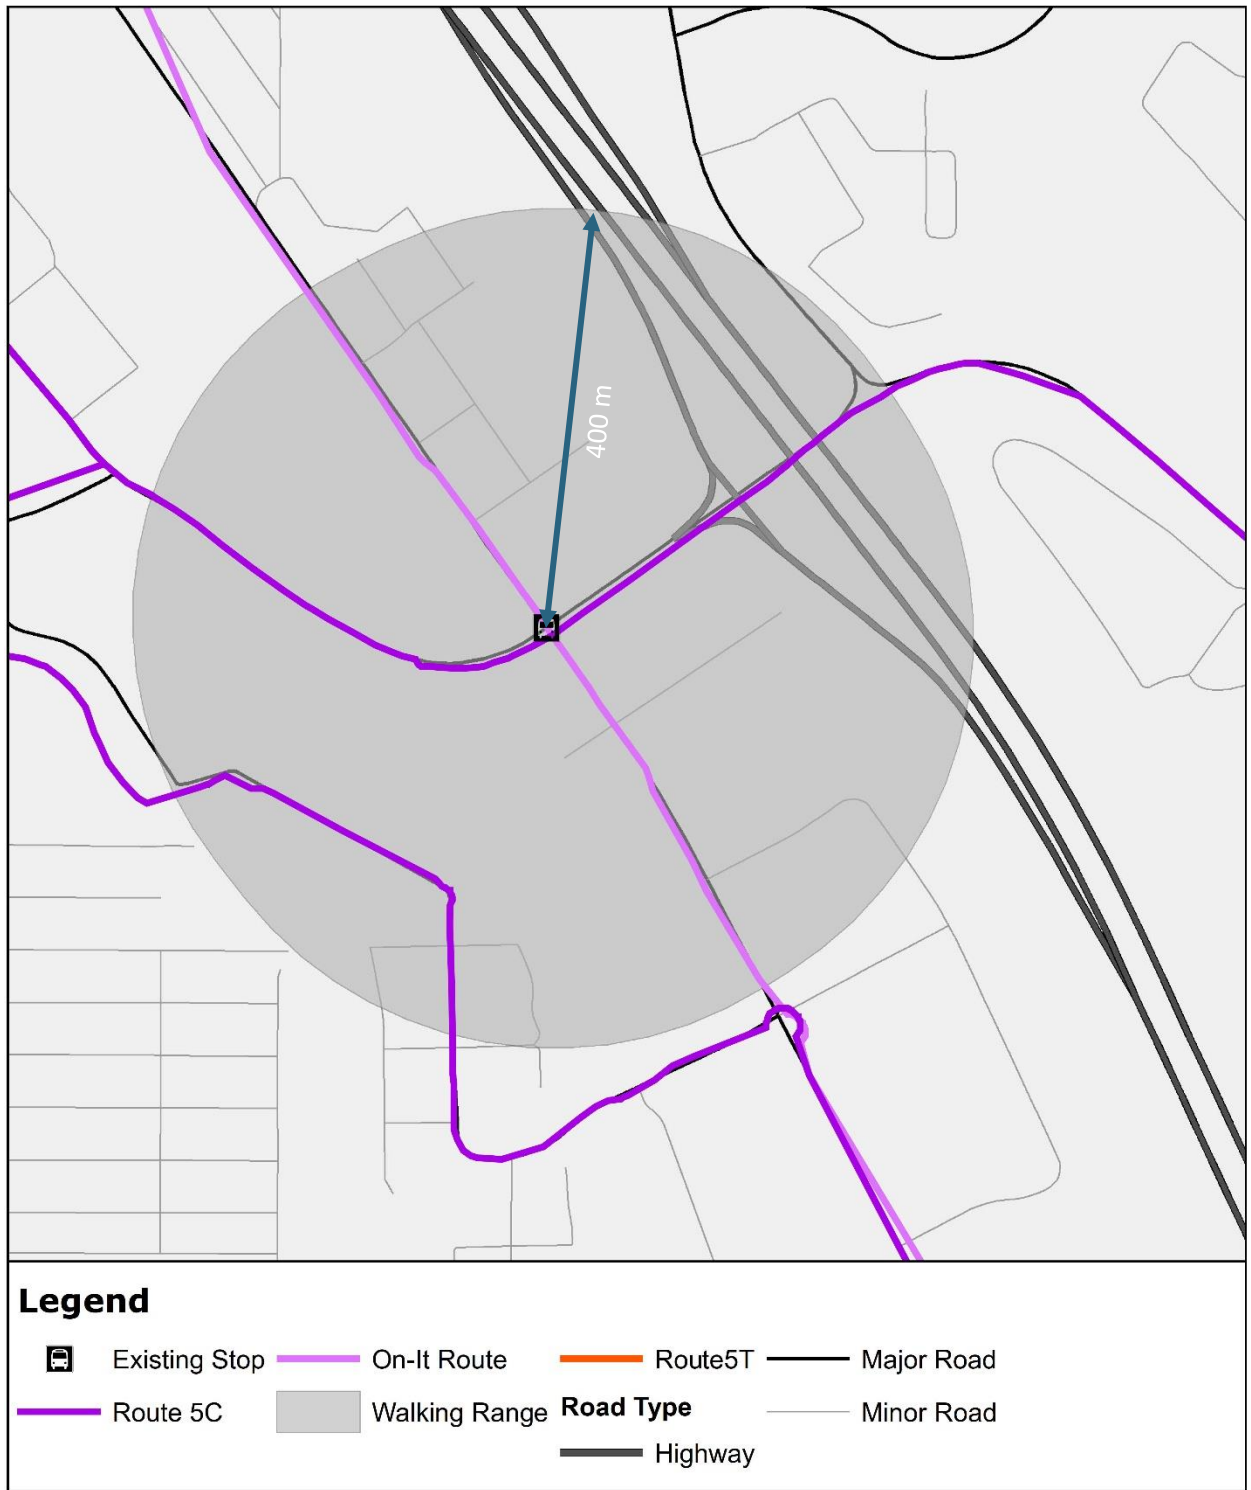 400 m
Legend
Existing Stop
On-It Route
Route5T
Major Road
Route 5C
Walking Range
Road Type
Minor Road
Highway